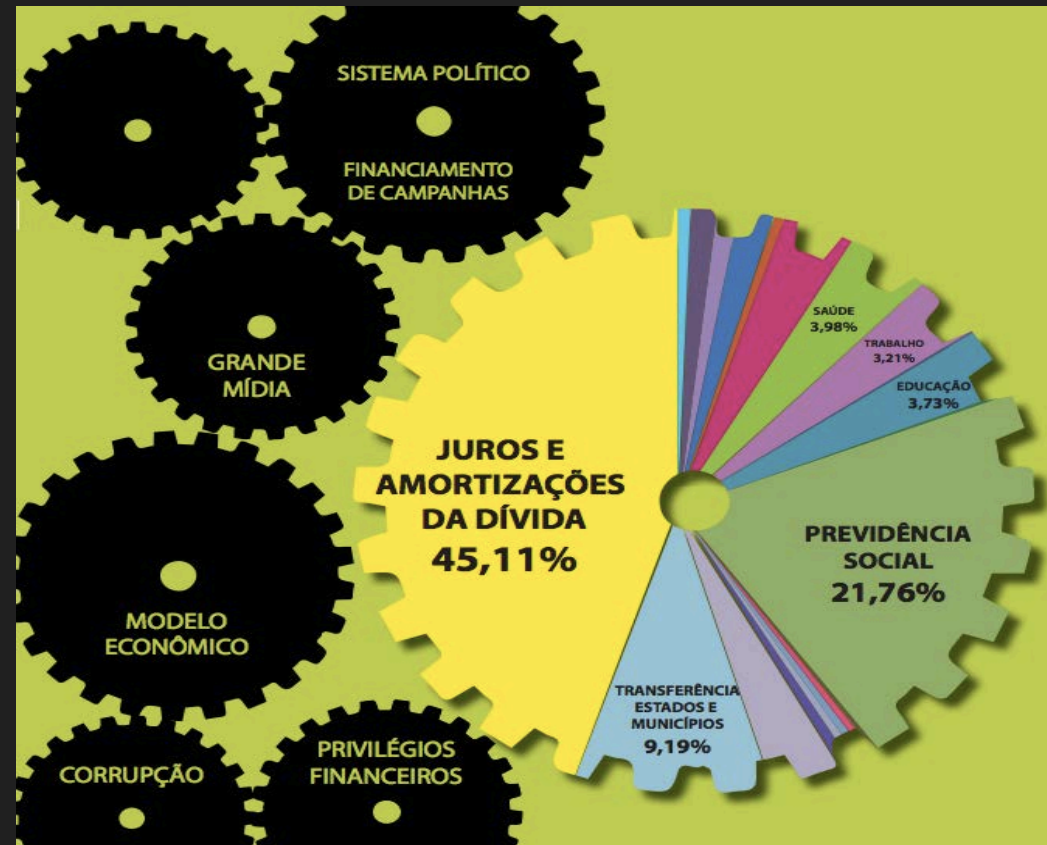 SISTEMA POLÍTICO
FINANCIAMENTO
DE CAMPANHAS
GRANDE
MÍDIA
MODELO
ECONÔMICO
CORRUPÇÃO
PRIVILÉGIOS
FINANCEIROS
JUROS E
AMORTIZAÇÕES
DA DÍVIDA
45,11%
SAÚDE
3,98%
TRABALHO
3,21%
EDUCAÇÃO
3,73%
PREVIDÊNCIA
SOCIAL
21,76%
TRANSFERÊNCIA
ESTADOS E
MUNICÍPIOS
9,19%